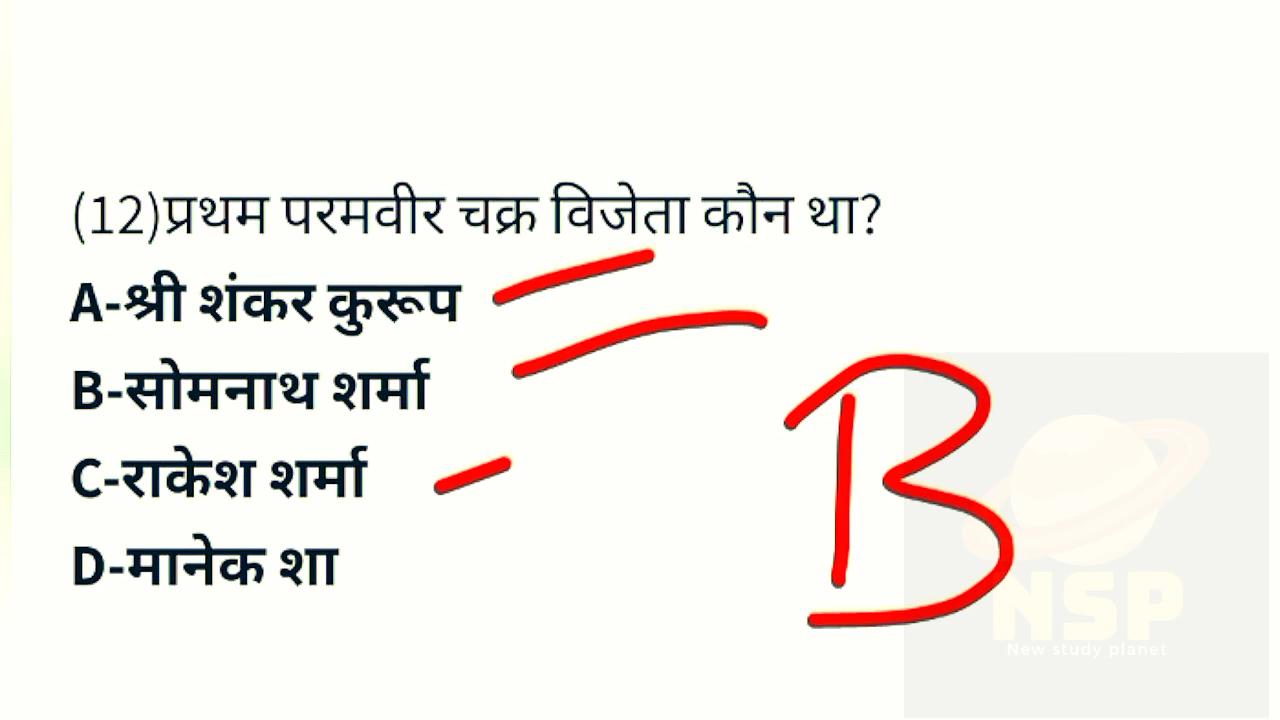 (12)प्रथम परमवीर चक्र विजेता कौन था?
A-श्री शंकर कुरूप
B-सोमनाथ शर्मा
C-राकेश शर्मा
D-मानेक शा
B
NSP
New study planet